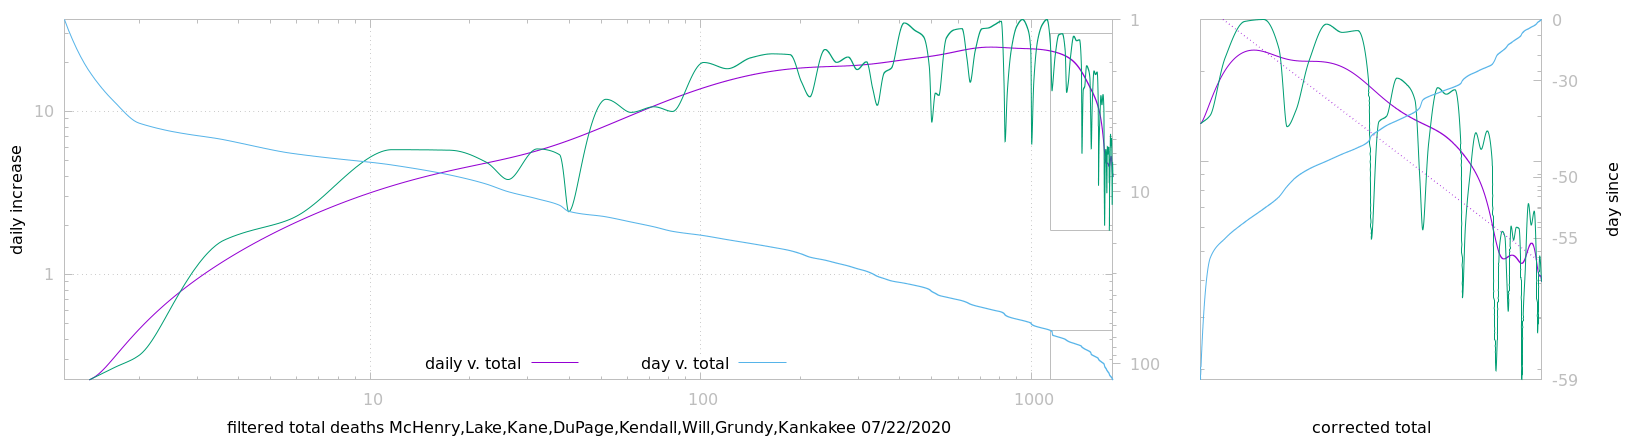 daily increase
10
1
daily v. total
day v. total
10
100
1000
filtered total deaths McHenry,Lake,Kane,DuPage,Kendall,Will,Grundy,Kankakee 07/22/2020
1
10
100
0
-30
-50
-55
-59
day since
corrected total